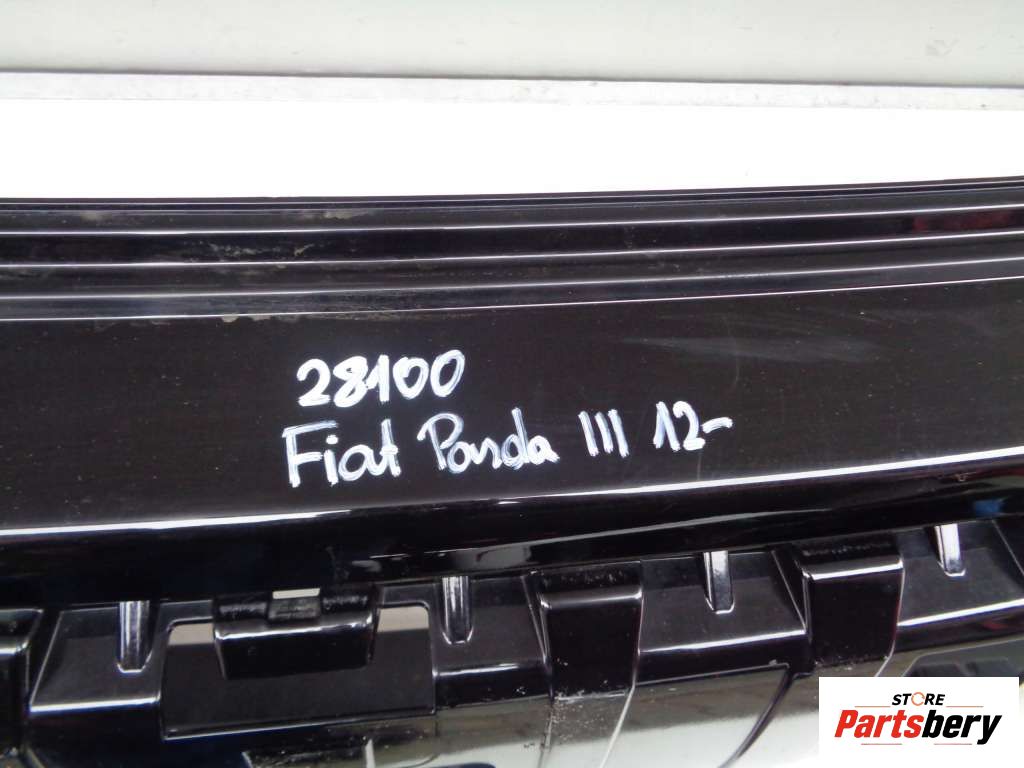 28100
Fiat Panda III 12-
STORE
Partsbery